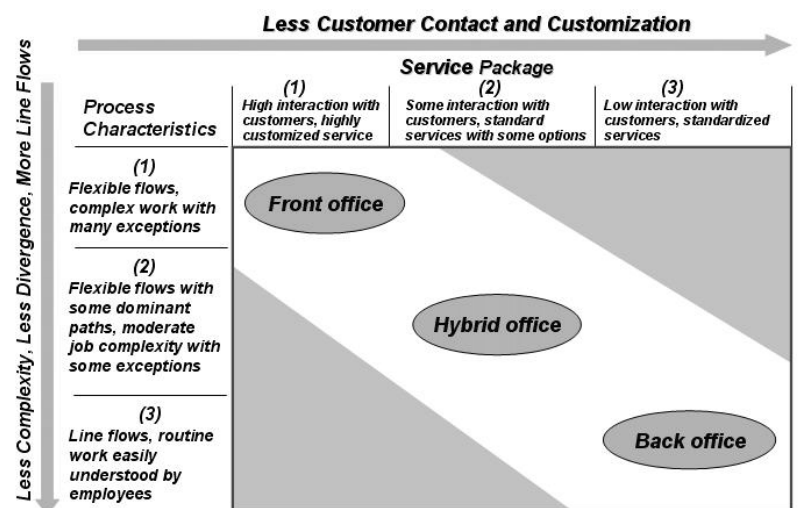 Less Customer Contact and Customization
Service Package
Less Complexity, Less Divergence, More Line Flows
Process
Characteristics
(1)
High interaction with
customers, highly
customized service
(2)
Some interaction with
customers, standard
services with some options
(3)
Low interaction with
customers, standardized
services
(1)
Flexible flows,
complex work with
many exceptions
Front office
(2)
Flexible flows with
some dominant
paths, moderate
job complexity with
some exceptions
Hybrid office
(3)
Line flows, routine
work easily
understood by
employees
Back office